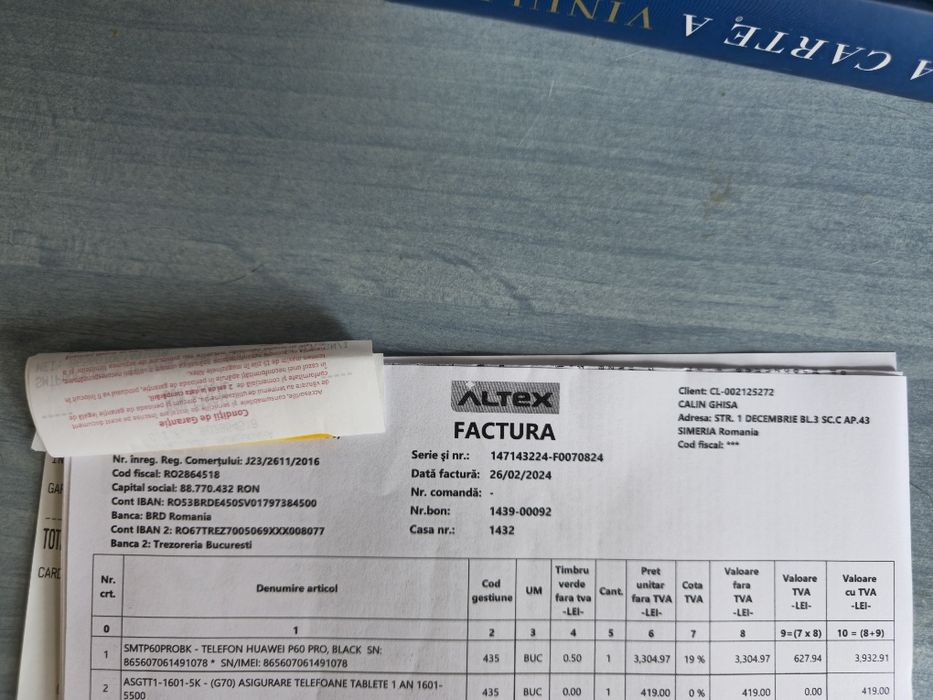 A CARTE A VINULUI
Condiții de Garanție
ALTEX
FACTURA
Serie și nr.: 147143224-F0070824
Dată factură: 26/02/2024
Nr. comandă: -
Nr.bon: 1439-00092
Casa nr.: 1432
Client: CL-002125272
CALIN GHISA
Adresa: STR. 1 DECEMBRIE BL.3 SC.C AP.43
SIMERIA Romania
Cod fiscal: ***
Nr. înreg. Reg. Comerțului: J23/2611/2016
Cod fiscal: RO2864518
Capital social: 88.770.432 RON
Cont IBAN: RO53BRDE450SV01797384500
Banca: BRD Romania
Cont IBAN 2: RO67TREZ7005069XXX008077
Banca 2: Trezoreria Bucuresti
Nr. crt. Denumire articol Cod gestiune UM Timbru verde fara tva -LEI- Cant. Pret unitar fara TVA -LEI- Cota TVA Valoare fara TVA -LEI- Valoare TVA -LEI- Valoare cu TVA -LEI-
0 1 2 3 4 5 6 7 8 9=(7 x 8) 10 = (8+9)
1 SMTP60PROBK - TELEFON HUAWEI P60 PRO, BLACK SN:
865607061491078 * SN/IMEI: 865607061491078 435 BUC 0.50 1 3,304.97 19 % 3,304.97 627.94 3,932.91
2 ASGTT1-1601-5K - (G70) ASIGURARE TELEFOANE TABLETE 1 AN 1601-
5500 435 BUC 0.00 1 419.00 0 % 419.00 0.00 419.00